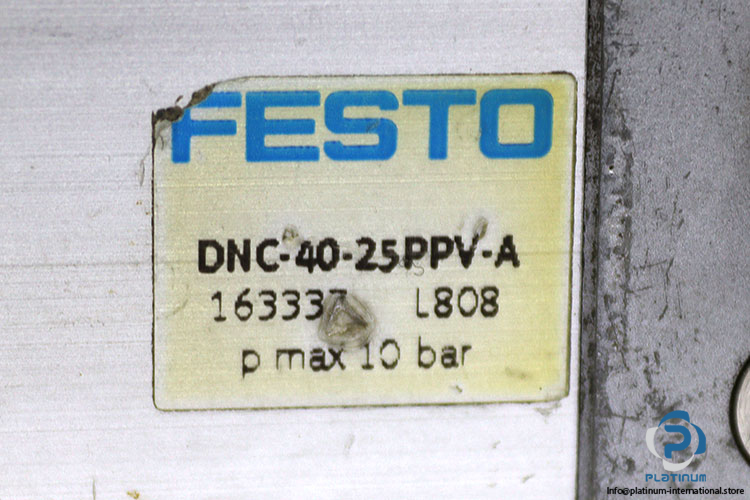 FESTO
DNC-40-25PPV-A
163337 L808
p max 10 bar
PLATINUM
Info@platinum-international.store